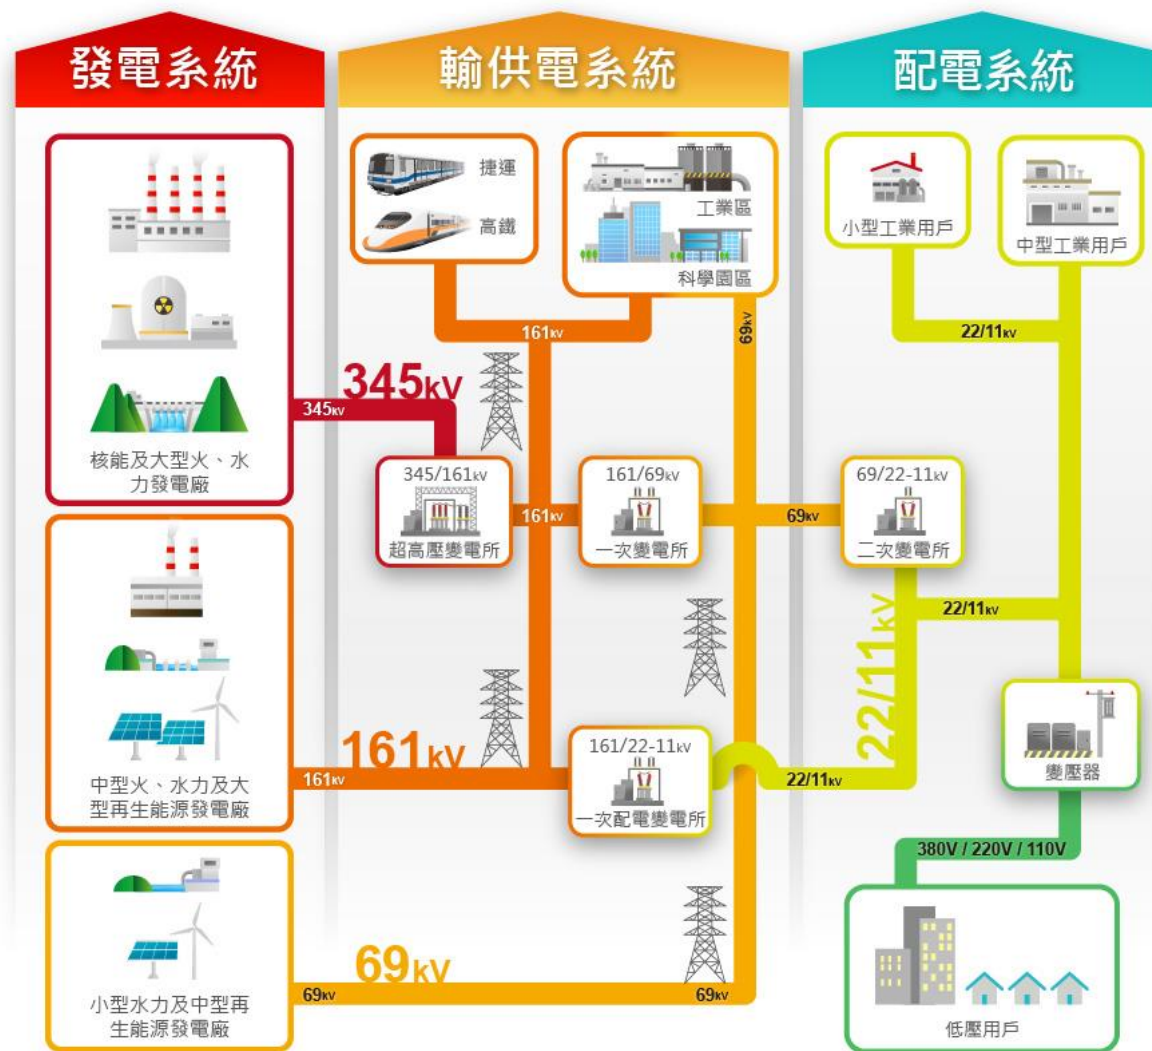 發電系統
輸供電系統
配電系統
核能及大型火、水
力發電廠
中型火、水力及大
型再生能源發電廠
小型水力及中型再
生能源發電廠
捷運
高鐵
工業區
科學園區
161kV
69kV
345kV
345kV
345/161kV
超高壓變電所
161kV
161/69kV
一次變電所
69kV
161kV
161kV
161/22-11kV
一次配電變電所
22/11kV
69kV
69kV
69kV
小型工業用戶
中型工業用戶
22/11kV
69/22-11kV
二次變電所
22/11kV
22/11kV
變壓器
380V / 220V / 110V
低壓用戶